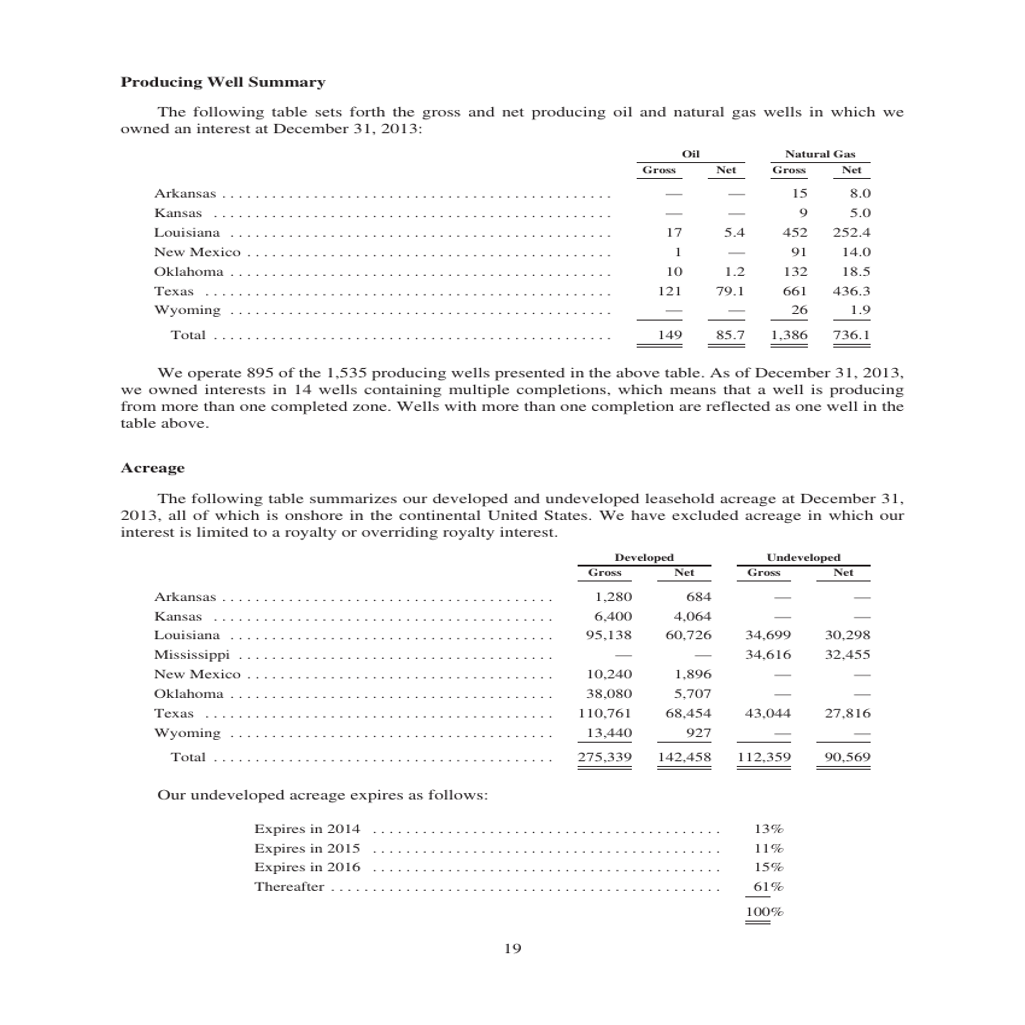 Producing Well Summary
The following table sets forth the gross and net producing oil and natural gas wells in which we
owned an interest at December 31, 2013:
Oil Natural Gas
Gross Net Gross Net
Arkansas . . . . . . . . . . . . . . . . . . . . . . . . . . . . . . . . . . . . . . . . . . . . . . . — — 15 8.0
Kansas . . . . . . . . . . . . . . . . . . . . . . . . . . . . . . . . . . . . . . . . . . . . . . . . — — 9 5.0
Louisiana . . . . . . . . . . . . . . . . . . . . . . . . . . . . . . . . . . . . . . . . . . . . . . 17 5.4 452 252.4
New Mexico . . . . . . . . . . . . . . . . . . . . . . . . . . . . . . . . . . . . . . . . . . . . 1 — 91 14.0
Oklahoma . . . . . . . . . . . . . . . . . . . . . . . . . . . . . . . . . . . . . . . . . . . . . . 10 1.2 132 18.5
Texas . . . . . . . . . . . . . . . . . . . . . . . . . . . . . . . . . . . . . . . . . . . . . . . . . 121 79.1 661 436.3
Wyoming . . . . . . . . . . . . . . . . . . . . . . . . . . . . . . . . . . . . . . . . . . . . . . — — 26 1.9
Total . . . . . . . . . . . . . . . . . . . . . . . . . . . . . . . . . . . . . . . . . . . . . . . . 149 85.7 1,386 736.1
We operate 895 of the 1,535 producing wells presented in the above table. As of December 31, 2013,
we owned interests in 14 wells containing multiple completions, which means that a well is producing
from more than one completed zone. Wells with more than one completion are reflected as one well in the
table above.
Acreage
The following table summarizes our developed and undeveloped leasehold acreage at December 31,
2013, all of which is onshore in the continental United States. We have excluded acreage in which our
interest is limited to a royalty or overriding royalty interest.
Developed Undeveloped
Gross Net Gross Net
Arkansas . . . . . . . . . . . . . . . . . . . . . . . . . . . . . . . . . . . . . . . . 1,280 684 — —
Kansas . . . . . . . . . . . . . . . . . . . . . . . . . . . . . . . . . . . . . . . . . 6,400 4,064 — —
Louisiana . . . . . . . . . . . . . . . . . . . . . . . . . . . . . . . . . . . . . . . 95,138 60,726 34,699 30,298
Mississippi . . . . . . . . . . . . . . . . . . . . . . . . . . . . . . . . . . . . . . — — 34,616 32,455
New Mexico . . . . . . . . . . . . . . . . . . . . . . . . . . . . . . . . . . . . . 10,240 1,896 — —
Oklahoma . . . . . . . . . . . . . . . . . . . . . . . . . . . . . . . . . . . . . . . 38,080 5,707 — —
Texas . . . . . . . . . . . . . . . . . . . . . . . . . . . . . . . . . . . . . . . . . . 110,761 68,454 43,044 27,816
Wyoming . . . . . . . . . . . . . . . . . . . . . . . . . . . . . . . . . . . . . . . 13,440 927 — —
Total . . . . . . . . . . . . . . . . . . . . . . . . . . . . . . . . . . . . . . . . . 275,339 142,458 112,359 90,569
Our undeveloped acreage expires as follows:
Expires in 2014 . . . . . . . . . . . . . . . . . . . . . . . . . . . . . . . . . . . . . . . . . . 13%
Expires in 2015 . . . . . . . . . . . . . . . . . . . . . . . . . . . . . . . . . . . . . . . . . . 11%
Expires in 2016 . . . . . . . . . . . . . . . . . . . . . . . . . . . . . . . . . . . . . . . . . . 15%
Thereafter . . . . . . . . . . . . . . . . . . . . . . . . . . . . . . . . . . . . . . . . . . . . . . . 61%
100%
19